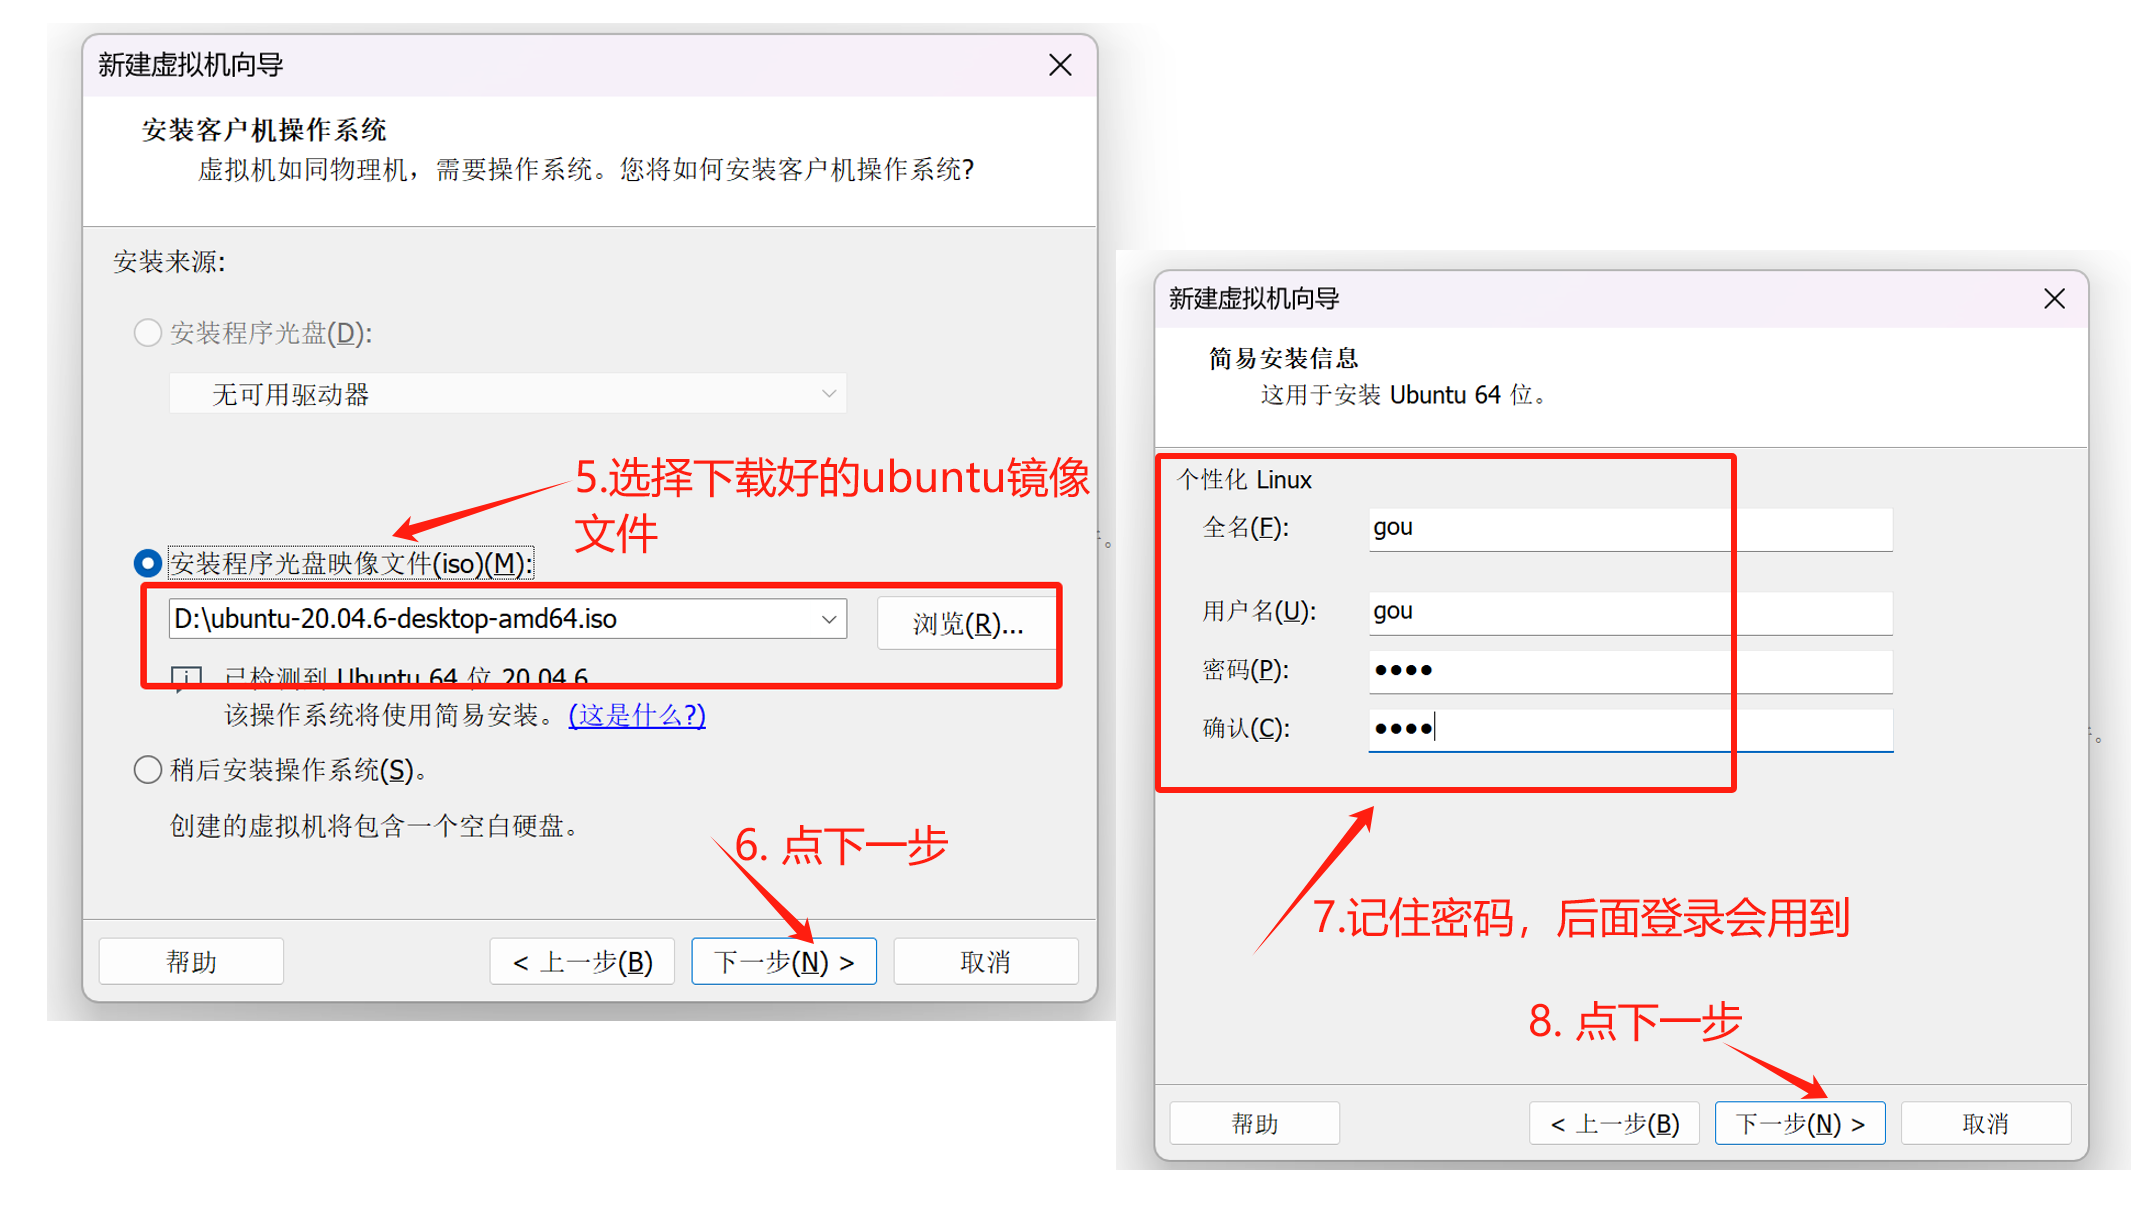 新建虚拟机向导
安装客户机操作系统
虚拟机如同物理机，需要操作系统。您将如何安装客户机操作系统?
安装来源:
安装程序光盘(D):
无可用驱动器
5.选择下载好的ubuntu镜像
文件
安装程序光盘映像文件(iso)(M):
D:\ubuntu-20.04.6-desktop-amd64.iso
浏览(R)...
已检测到 Ubuntu 64 位 20.04.6
该操作系统将使用简易安装。(这是什么?)
稍后安装操作系统(S)。
创建的虚拟机将包含一个空白硬盘。
6. 点下一步
帮助
< 上一步(B)
下一步(N) >
取消
新建虚拟机向导
简易安装信息
这用于安装 Ubuntu 64 位。
个性化 Linux
全名(F):
gou
用户名(U):
gou
密码(P):
••••
确认(C):
••••
7.记住密码，后面登录会用到
8. 点下一步
帮助
< 上一步(B)
下一步(N) >
取消